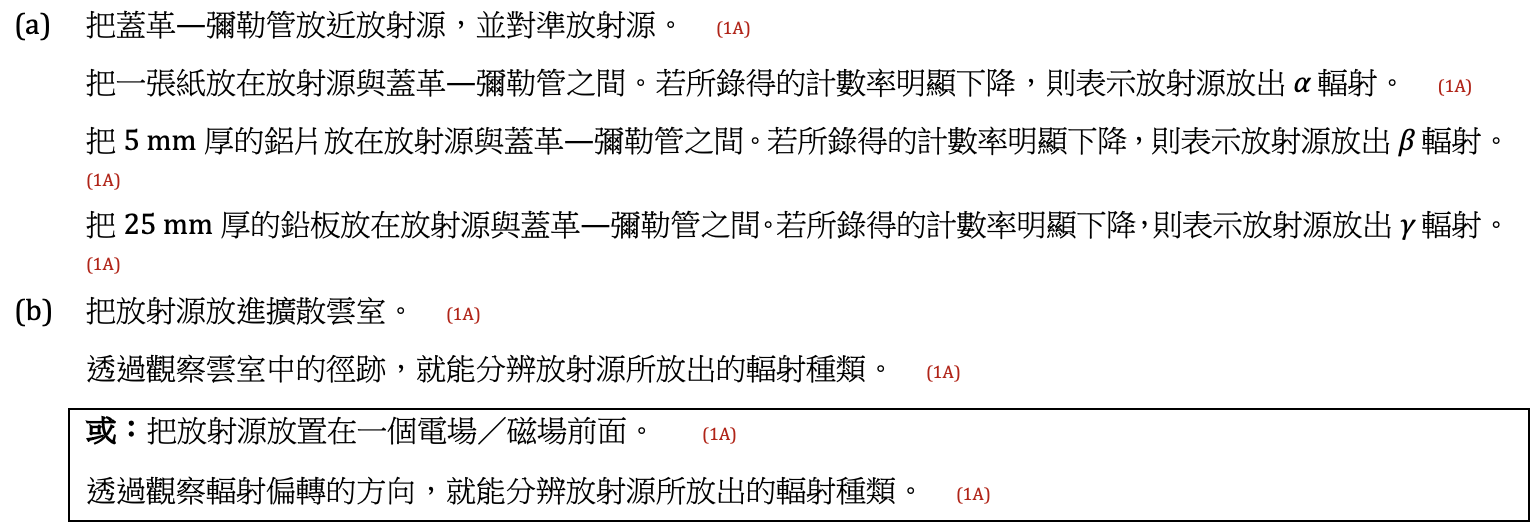 (a) 把蓋革—彌勒管放近放射源，並對準放射源。 (1A)
把一張紙放在放射源與蓋革—彌勒管之間。若所錄得的計數率明顯下降，則表示放射源放出 α 輻射。 (1A)
把 5 mm 厚的鋁片放在放射源與蓋革—彌勒管之間。若所錄得的計數率明顯下降，則表示放射源放出 β 輻射。
(1A)
把 25 mm 厚的鉛板放在放射源與蓋革—彌勒管之間。若所錄得的計數率明顯下降，則表示放射源放出 γ 輻射。
(1A)
(b) 把放射源放進擴散雲室。 (1A)
透過觀察雲室中的徑跡，就能分辨放射源所放出的輻射種類。 (1A)
或：把放射源放置在一個電場／磁場前面。 (1A)
透過觀察輻射偏轉的方向，就能分辨放射源所放出的輻射種類。 (1A)